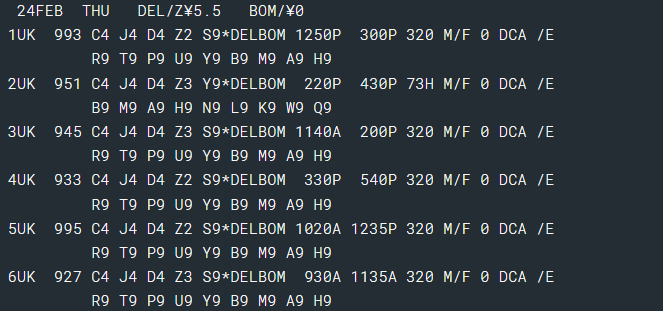 24FEB THU DEL/Z¥5.5 BOM/¥0
1UK 993 C4 J4 D4 Z2 S9*DELBOM 1250P 300P 320 M/F 0 DCA /E
R9 T9 P9 U9 Y9 B9 M9 A9 H9
2UK 951 C4 J4 D4 Z3 Y9*DELBOM 220P 430P 73H M/F 0 DCA /E
B9 M9 A9 H9 N9 L9 K9 W9 Q9
3UK 945 C4 J4 D4 Z3 S9*DELBOM 1140A 200P 320 M/F 0 DCA /E
R9 T9 P9 U9 Y9 B9 M9 A9 H9
4UK 933 C4 J4 D4 Z2 S9*DELBOM 330P 540P 320 M/F 0 DCA /E
R9 T9 P9 U9 Y9 B9 M9 A9 H9
5UK 995 C4 J4 D4 Z2 S9*DELBOM 1020A 1235P 320 M/F 0 DCA /E
R9 T9 P9 U9 Y9 B9 M9 A9 H9
6UK 927 C4 J4 D4 Z3 S9*DELBOM 930A 1135A 320 M/F 0 DCA /E
R9 T9 P9 U9 Y9 B9 M9 A9 H9